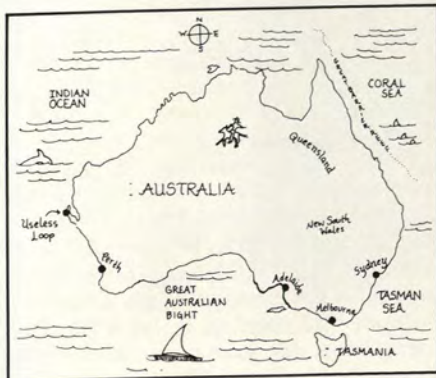 N
W E
S
INDIAN
OCEAN
CORAL
SEA
Queensland
AUSTRALIA
Useless
Loop
New South
Wales
Perth
Adelaide
Sydney
GREAT
AUSTRALIAN
BIGHT
Melbourne
TASMAN
SEA
TASMANIA